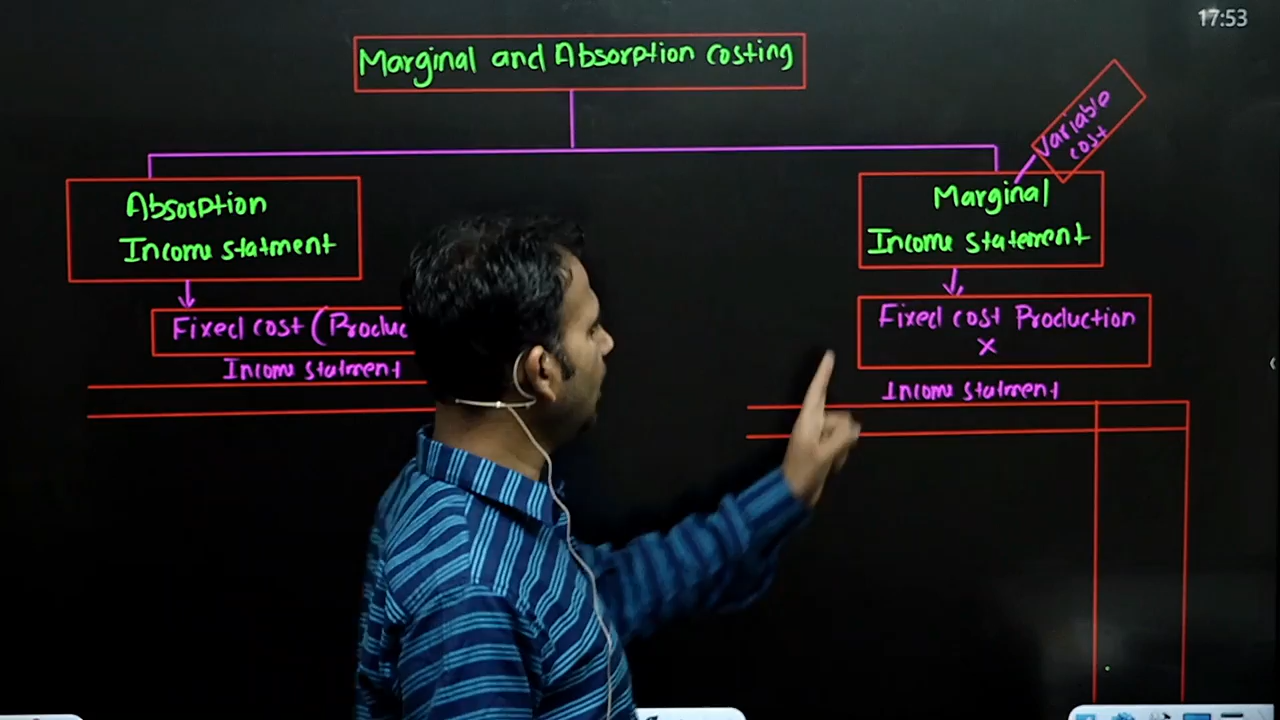 17:53
Marginal and Absorption costing
Variable
cost
Absorption
Income statment
Marginal
Income statement
Fixed cost (Produc
Fixed cost Production
X
Income statment
Income statment